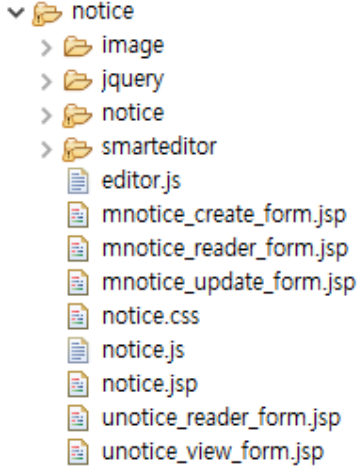 notice
image
jquery
notice
smarteditor
editor.js
mnotice_create_form.jsp
mnotice_reader_form.jsp
mnotice_update_form.jsp
notice.css
notice.js
notice.jsp
unotice_reader_form.jsp
unotice_view_form.jsp